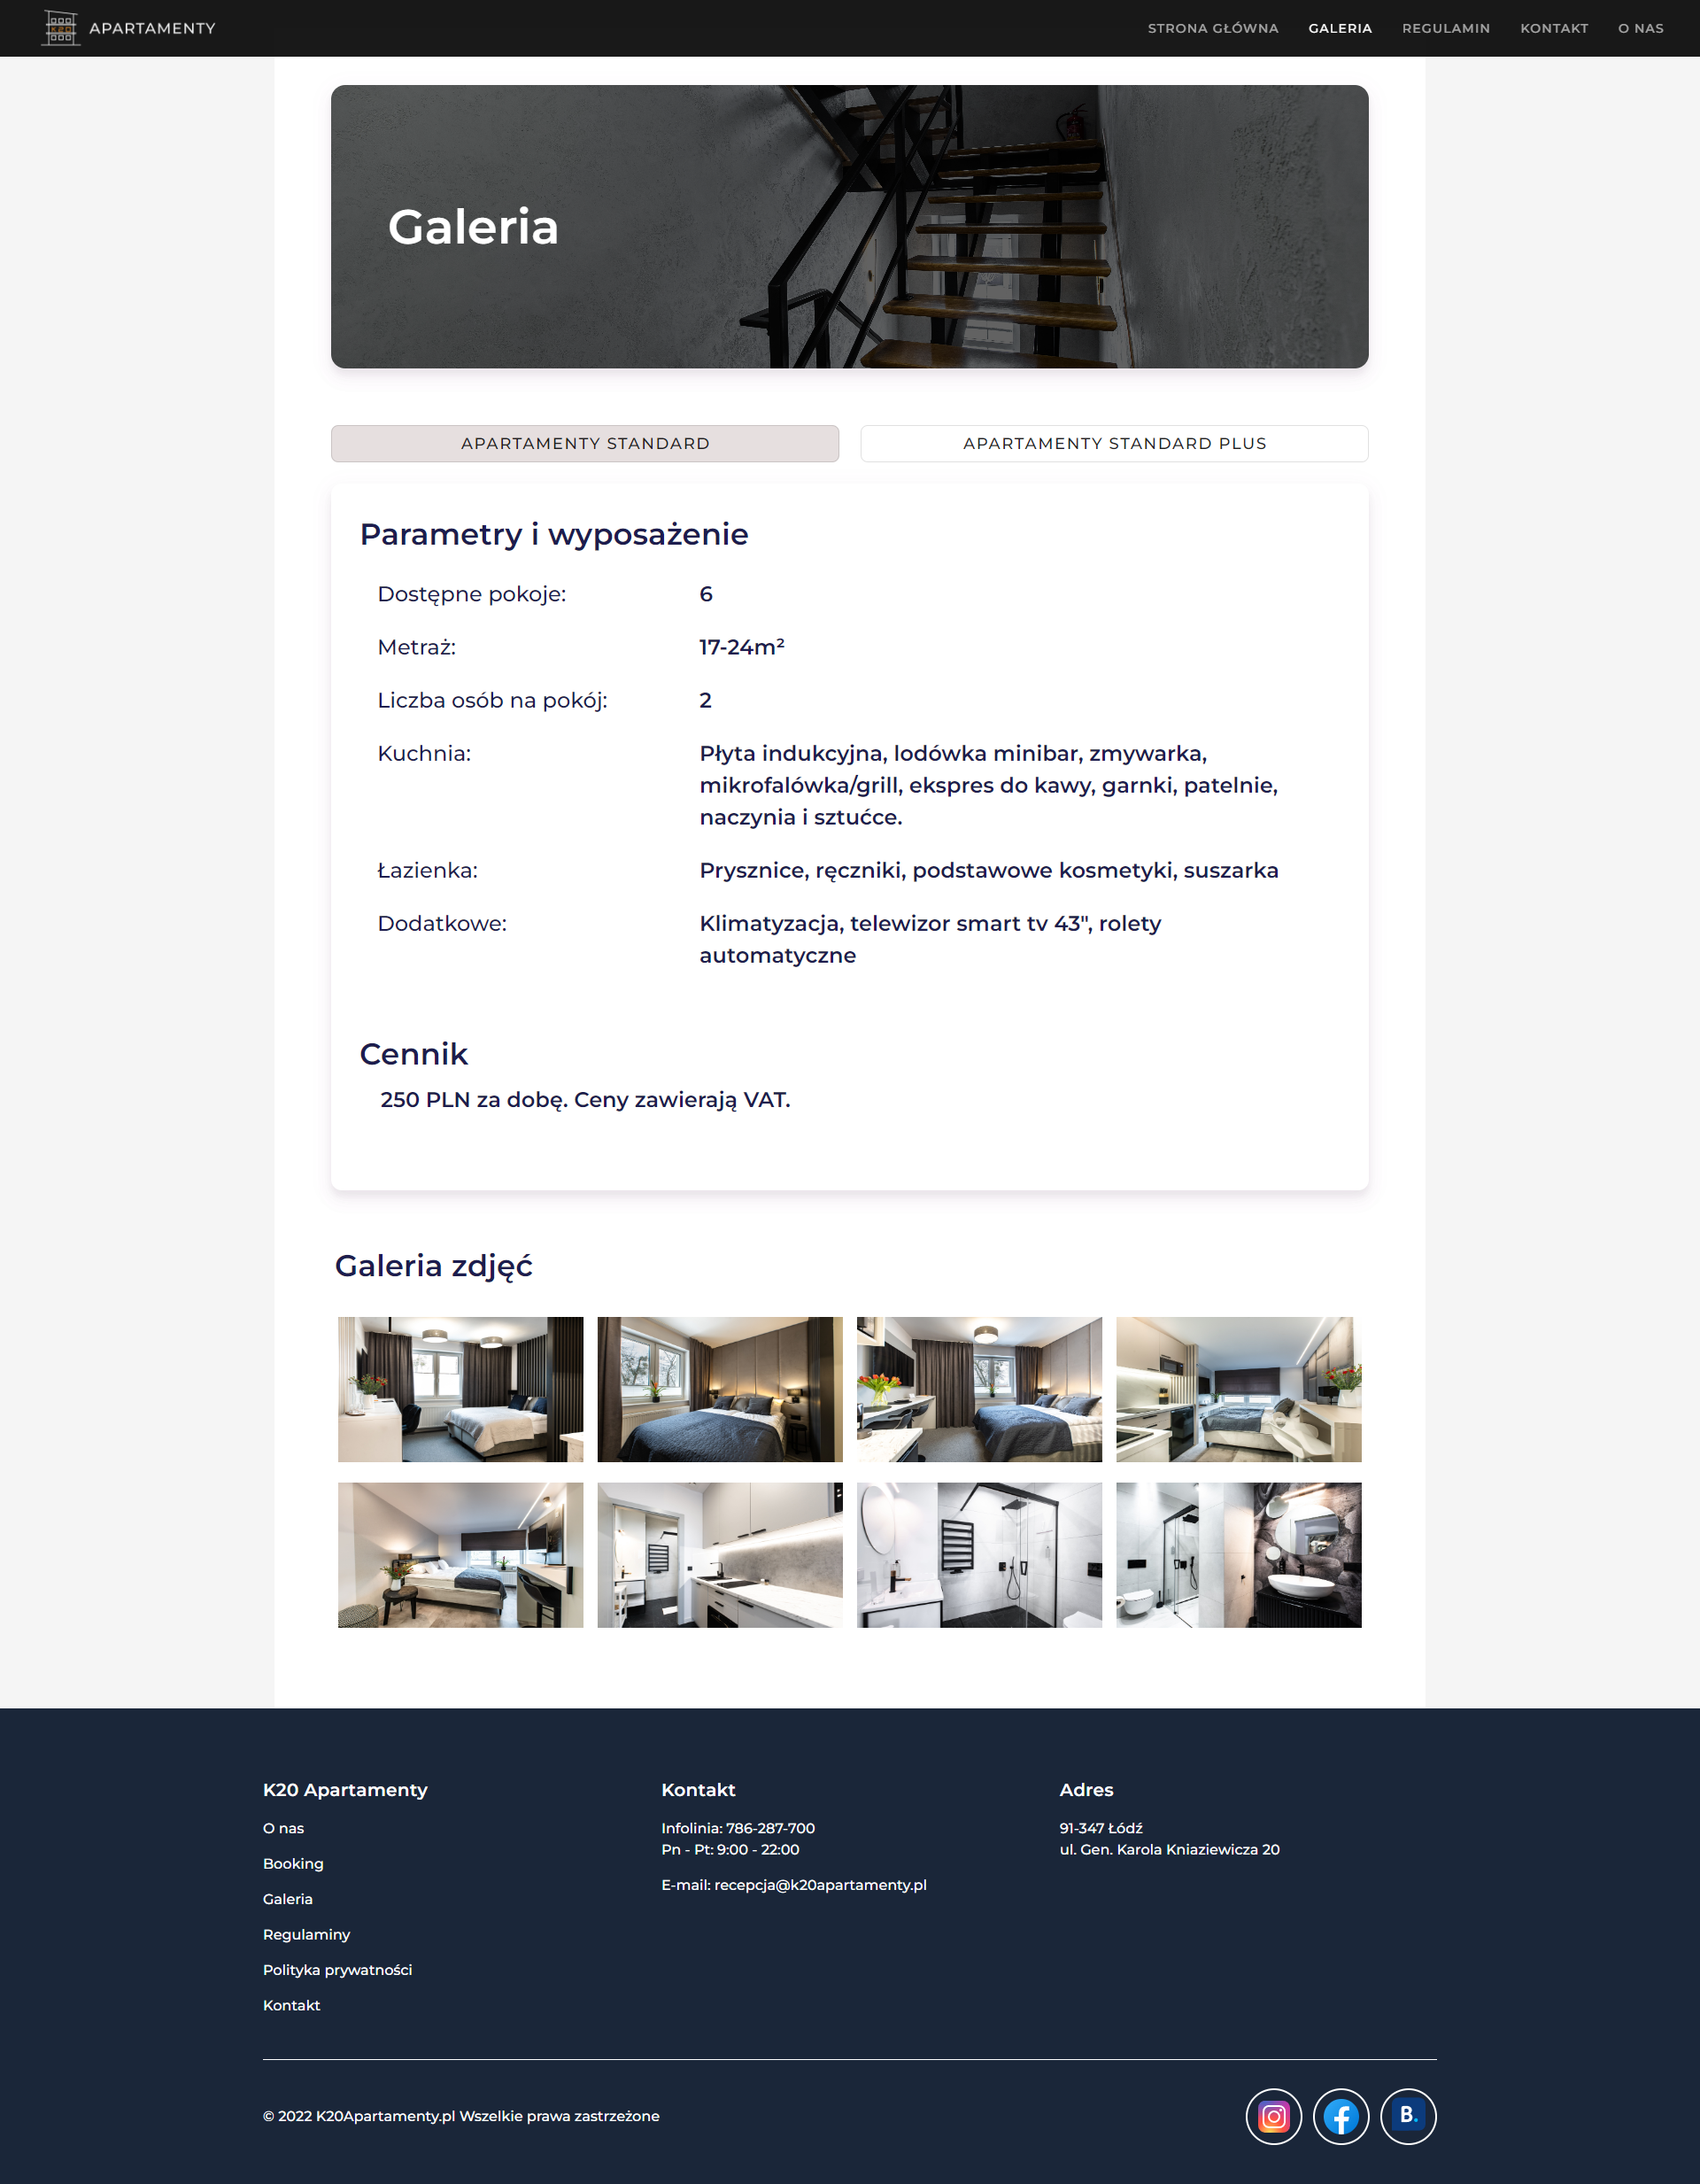 K20 APARTAMENTY
STRONA GŁÓWNA GALERIA REGULAMIN KONTAKT O NAS
Galeria
APARTAMENTY STANDARD
APARTAMENTY STANDARD PLUS
Parametry i wyposażenie
Dostępne pokoje: 6
Metraż: 17-24m²
Liczba osób na pokój: 2
Kuchnia: Płyta indukcyjna, lodówka minibar, zmywarka,
mikrofalówka/grill, ekspres do kawy, garnki, patelnie,
naczynia i sztućce.
Łazienka: Prysznice, ręczniki, podstawowe kosmetyki, suszarka
Dodatkowe: Klimatyzacja, telewizor smart tv 43", rolety
automatyczne
Cennik
250 PLN za dobę. Ceny zawierają VAT.
Galeria zdjęć
K20 Apartamenty
O nas
Booking
Galeria
Regulaminy
Polityka prywatności
Kontakt
Kontakt
Infolinia: 786-287-700
Pn - Pt: 9:00 - 22:00
E-mail: recepcja@k20apartamenty.pl
Adres
91-347 Łódź
ul. Gen. Karola Kniaziewicza 20
© 2022 K20Apartamenty.pl Wszelkie prawa zastrzeżone
B.